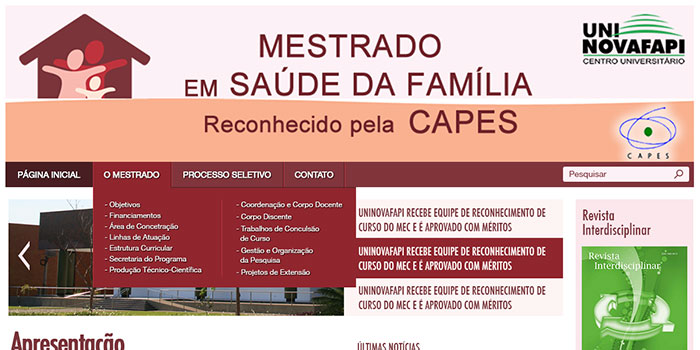 MESTRADO
EM SAÚDE DA FAMÍLIA
Reconhecido pela CAPES
UNI
NOVAFAPI
CENTRO UNIVERSITÁRIO
CAPES
PÁGINA INICIAL
O MESTRADO
PROCESSO SELETIVO
CONTATO
Pesquisar
- Objetivos
- Financiamentos
- Área de Concetração
- Linhas de Atuação
- Estrutura Curricular
- Secretaria do Programa
- Produção Técnico-Científica
- Coordenação e Corpo Docente
- Corpo Discente
- Trabalhos de Conculsão
de Curso
- Gestão e Organização
da Pesquisa
- Projetos de Extensão
UNINOVAFAPI RECEBE EQUIPE DE RECONHECIMENTO DE
CURSO DO MEC E É APROVADO COM MÉRITOS
UNINOVAFAPI RECEBE EQUIPE DE RECONHECIMENTO DE
CURSO DO MEC E É APROVADO COM MÉRITOS
UNINOVAFAPI RECEBE EQUIPE DE RECONHECIMENTO DE
CURSO DO MEC E É APROVADO COM MÉRITOS
Revista
Interdisciplinar
Revista
Interdisciplinar
Apresentação
ÚLTIMAS NOTÍCIAS